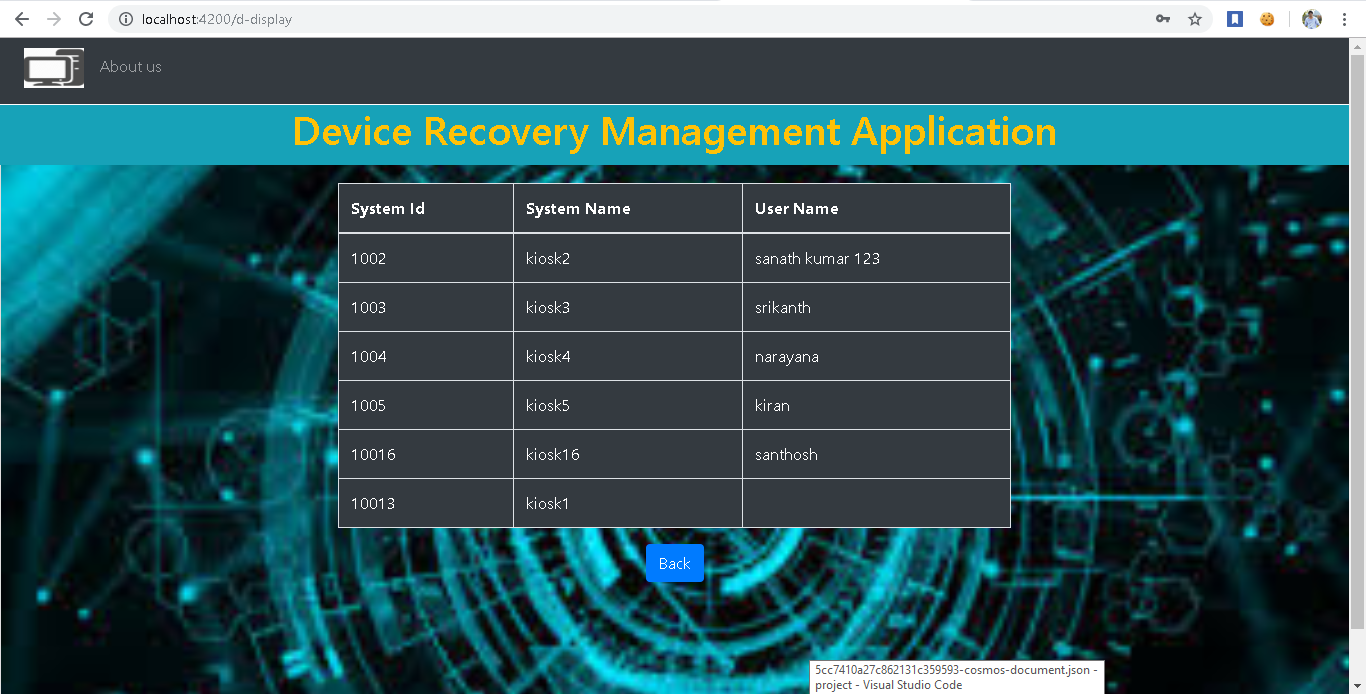 localhost:4200/d-display
About us
Device Recovery Management Application
System Id System Name User Name
1002 kiosk2 sanath kumar 123
1003 kiosk3 srikanth
1004 kiosk4 narayana
1005 kiosk5 kiran
10016 kiosk16 santhosh
10013 kiosk1
Back
5cc7410a27c862131c359593-cosmos-document.json -
project - Visual Studio Code